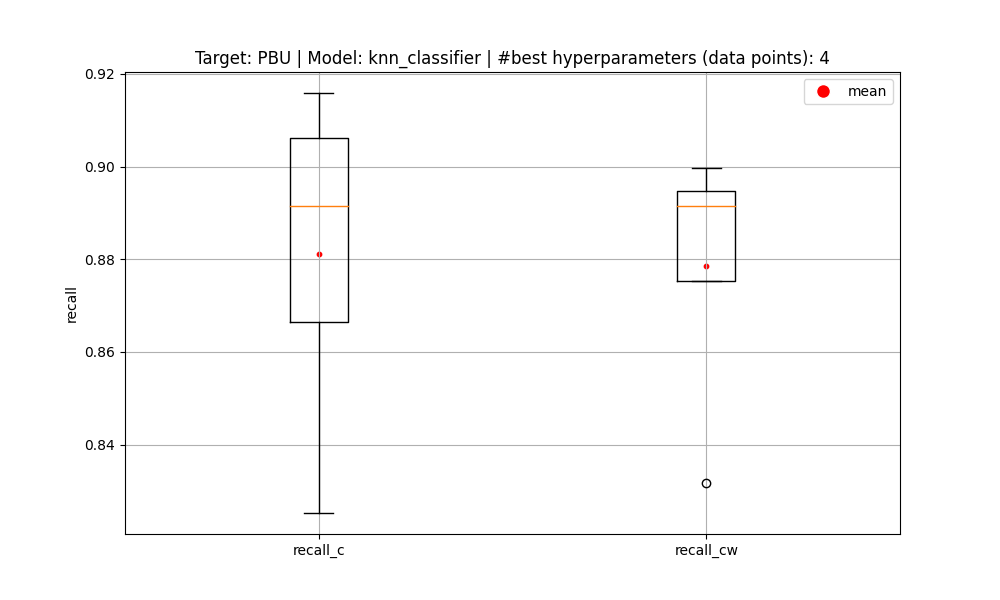 Target: PBU | Model: knn_classifier | #best hyperparameters (data points): 4
mean
0.92
0.90
0.88
0.86
0.84
recall
recall_c
recall_cw